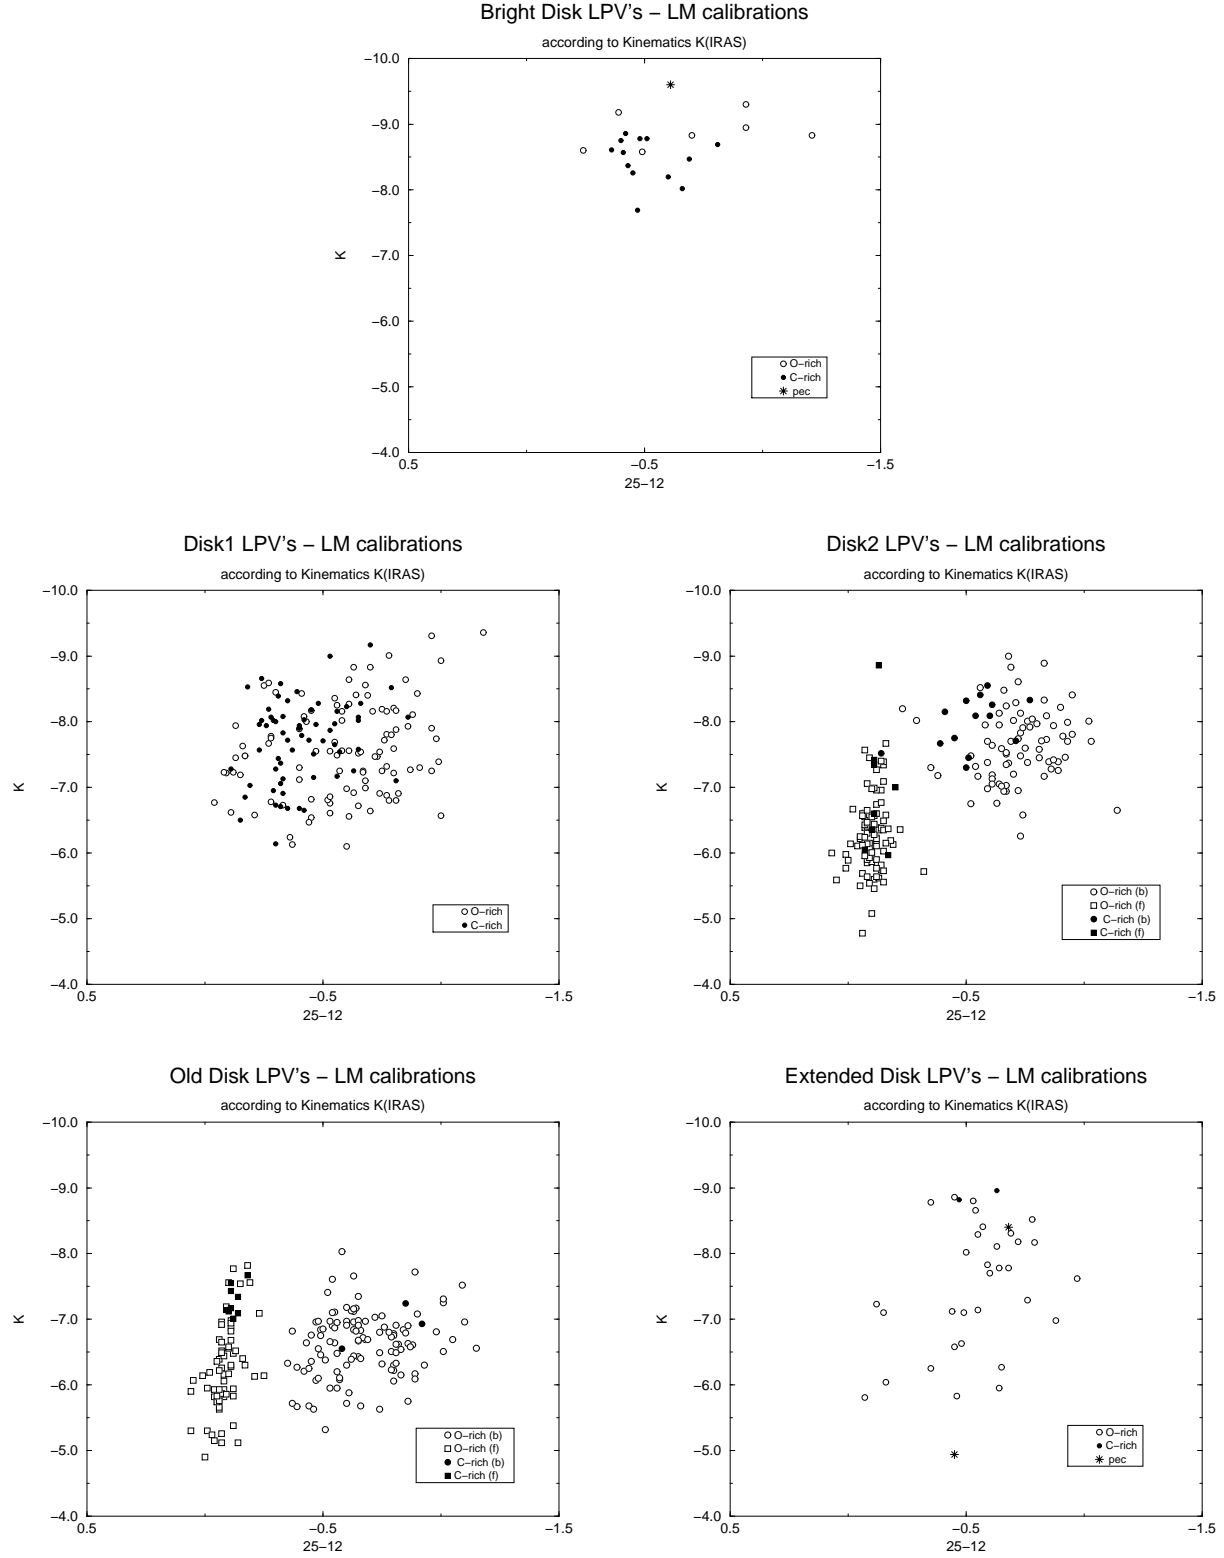 Bright Disk LPV's – LM calibrations
according to Kinematics K(IRAS)
−10.0
−9.0
−8.0
−7.0
K
−6.0
−5.0
−4.0
O−rich
C−rich
pec
0.5 −0.5 −1.5
25−12
Disk1 LPV's – LM calibrations
according to Kinematics K(IRAS)
−10.0
−9.0
−8.0
−7.0
K
−6.0
−5.0
−4.0
O−rich
C−rich
0.5 −0.5 −1.5
25−12
Disk2 LPV's – LM calibrations
according to Kinematics K(IRAS)
−10.0
−9.0
−8.0
−7.0
K
−6.0
−5.0
−4.0
O−rich (b)
O−rich (f)
C−rich (b)
C−rich (f)
0.5 −0.5 −1.5
25−12
Old Disk LPV's – LM calibrations
according to Kinematics K(IRAS)
−10.0
−9.0
−8.0
−7.0
K
−6.0
−5.0
−4.0
O−rich (b)
O−rich (f)
C−rich (b)
C−rich (f)
0.5 −0.5 −1.5
25−12
Extended Disk LPV's – LM calibrations
according to Kinematics K(IRAS)
−10.0
−9.0
−8.0
−7.0
K
−6.0
−5.0
−4.0
O−rich
C−rich
pec
0.5 −0.5 −1.5
25−12